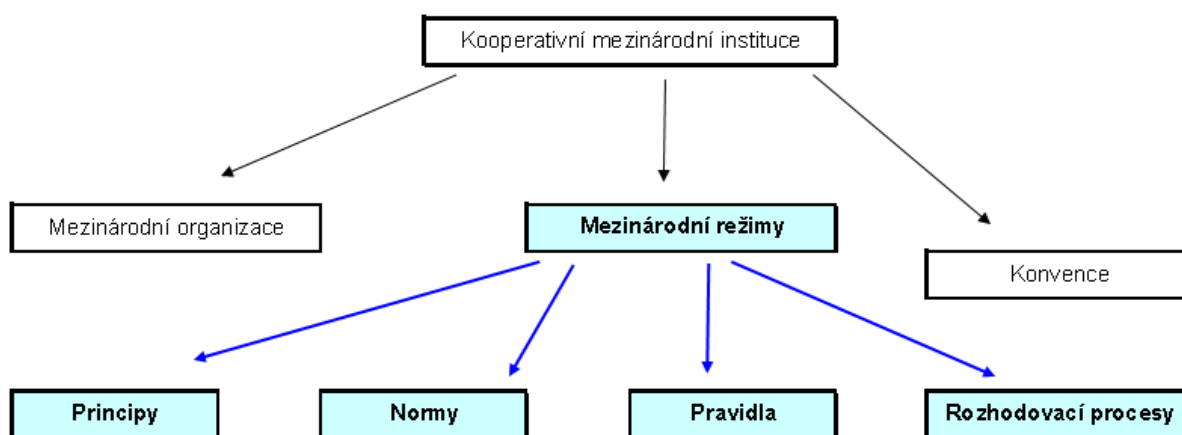 Kooperativní mezinárodní instituce
Mezinárodní organizace
Mezinárodní režimy
Konvence
Principy
Normy
Pravidla
Rozhodovací procesy